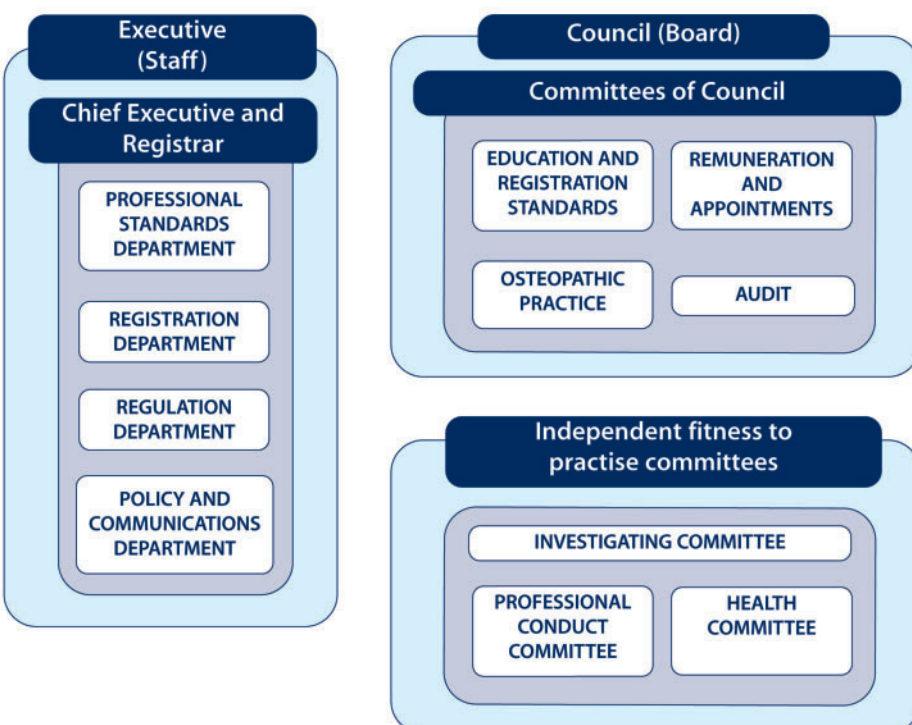 Executive
(Staff)
Chief Executive and
Registrar
PROFESSIONAL
STANDARDS
DEPARTMENT
REGISTRATION
DEPARTMENT
REGULATION
DEPARTMENT
POLICY AND
COMMUNICATIONS
DEPARTMENT
Council (Board)
Committees of Council
EDUCATION AND
REGISTRATION
STANDARDS
REMUNERATION
AND
APPOINTMENTS
OSTEOPATHIC
PRACTICE
AUDIT
Independent fitness to
practise committees
INVESTIGATING COMMITTEE
PROFESSIONAL
CONDUCT
COMMITTEE
HEALTH
COMMITTEE